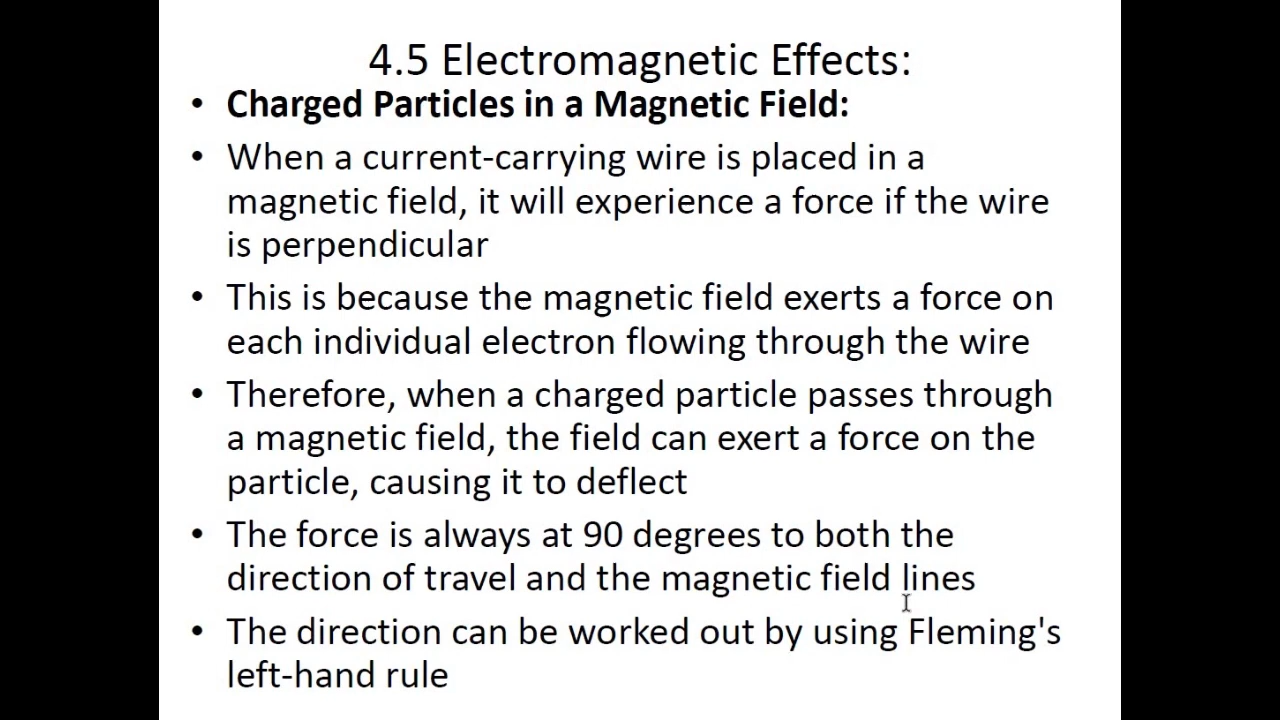 4.5 Electromagnetic Effects:
• Charged Particles in a Magnetic Field:
• When a current-carrying wire is placed in a
magnetic field, it will experience a force if the wire
is perpendicular
• This is because the magnetic field exerts a force on
each individual electron flowing through the wire
• Therefore, when a charged particle passes through
a magnetic field, the field can exert a force on the
particle, causing it to deflect
• The force is always at 90 degrees to both the
direction of travel and the magnetic field lines
• The direction can be worked out by using Fleming's
left-hand rule